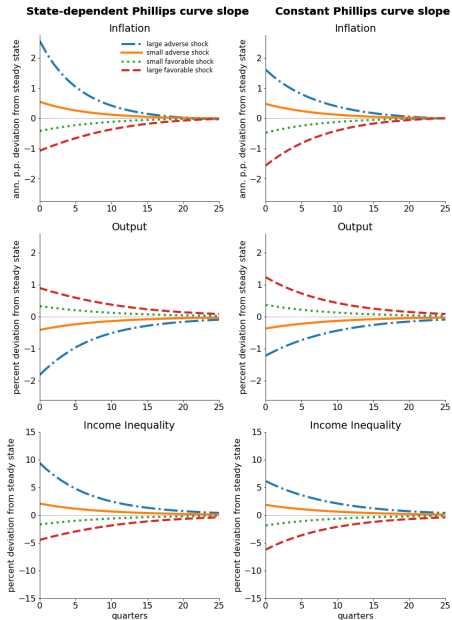 State-dependent Phillips curve slope
Constant Phillips curve slope
Inflation
ann. p.p. deviation from steady state
2
1
0
−1
−2
large adverse shock
small adverse shock
small favorable shock
large favorable shock
0 5 10 15 20 25
Inflation
ann. p.p. deviation from steady state
2
1
0
−1
−2
0 5 10 15 20 25
Output
percent deviation from steady state
2
1
0
−1
−2
0 5 10 15 20 25
Output
percent deviation from steady state
2
1
0
−1
−2
0 5 10 15 20 25
Income Inequality
percent deviation from steady state
15
10
5
0
−5
−10
−15
0 5 10 15 20 25
quarters
Income Inequality
percent deviation from steady state
15
10
5
0
−5
−10
−15
0 5 10 15 20 25
quarters